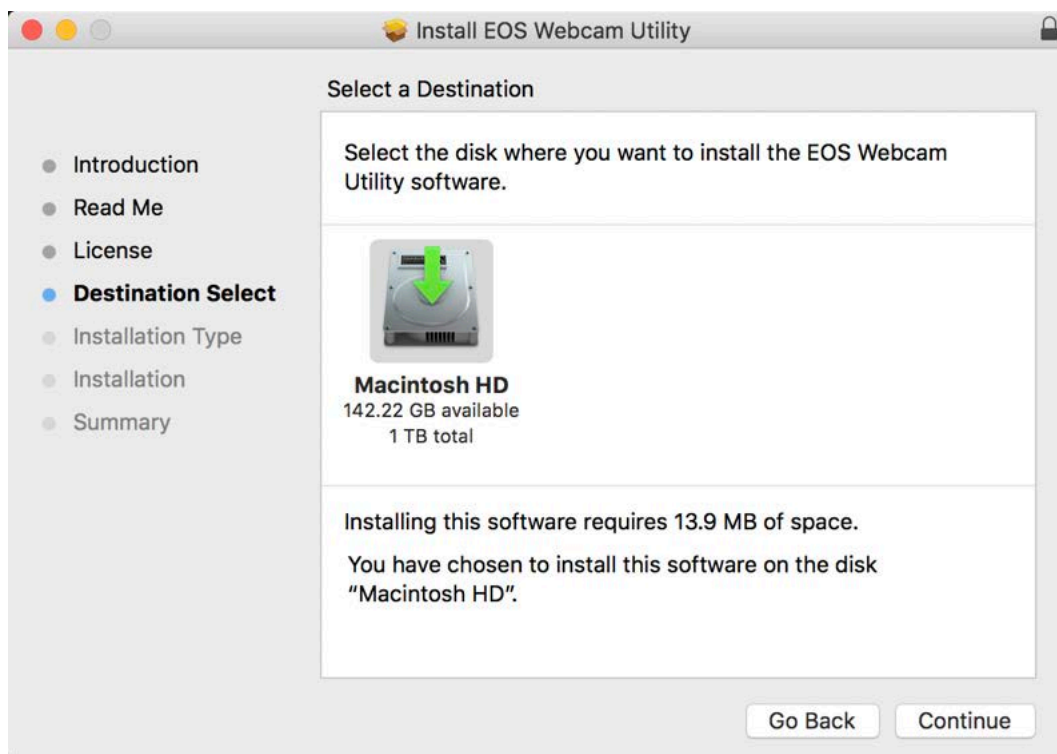 Install EOS Webcam Utility
Select a Destination
Introduction
Read Me
License
Destination Select
Installation Type
Installation
Summary
Select the disk where you want to install the EOS Webcam
Utility software.
Macintosh HD
142.22 GB available
1 TB total
Installing this software requires 13.9 MB of space.
You have chosen to install this software on the disk
“Macintosh HD”.
Go Back
Continue